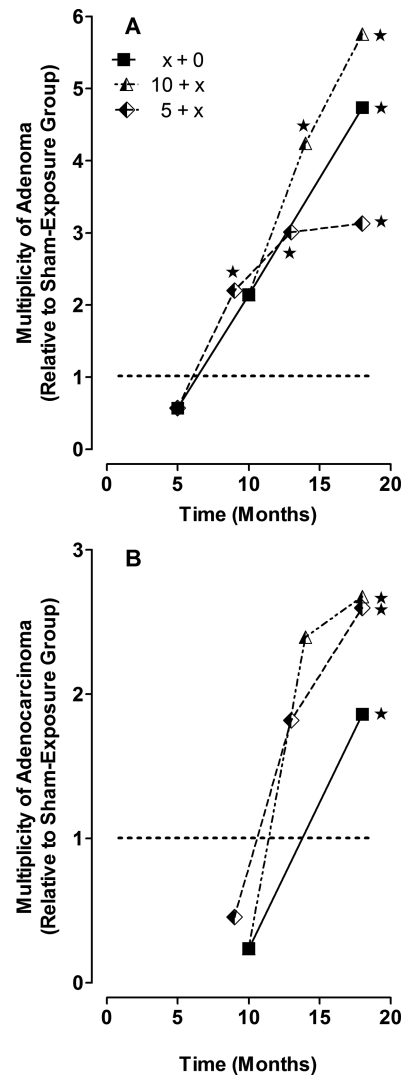 A
x + 0
10 + x
5 + x
Multiplicity of Adenoma
(Relative to Sham-Exposure Group)
6
5
4
3
2
1
0
0 5 10 15 20
Time (Months)
B
Multiplicity of Adenocarcinoma
(Relative to Sham-Exposure Group)
3
2
1
0
0 5 10 15 20
Time (Months)